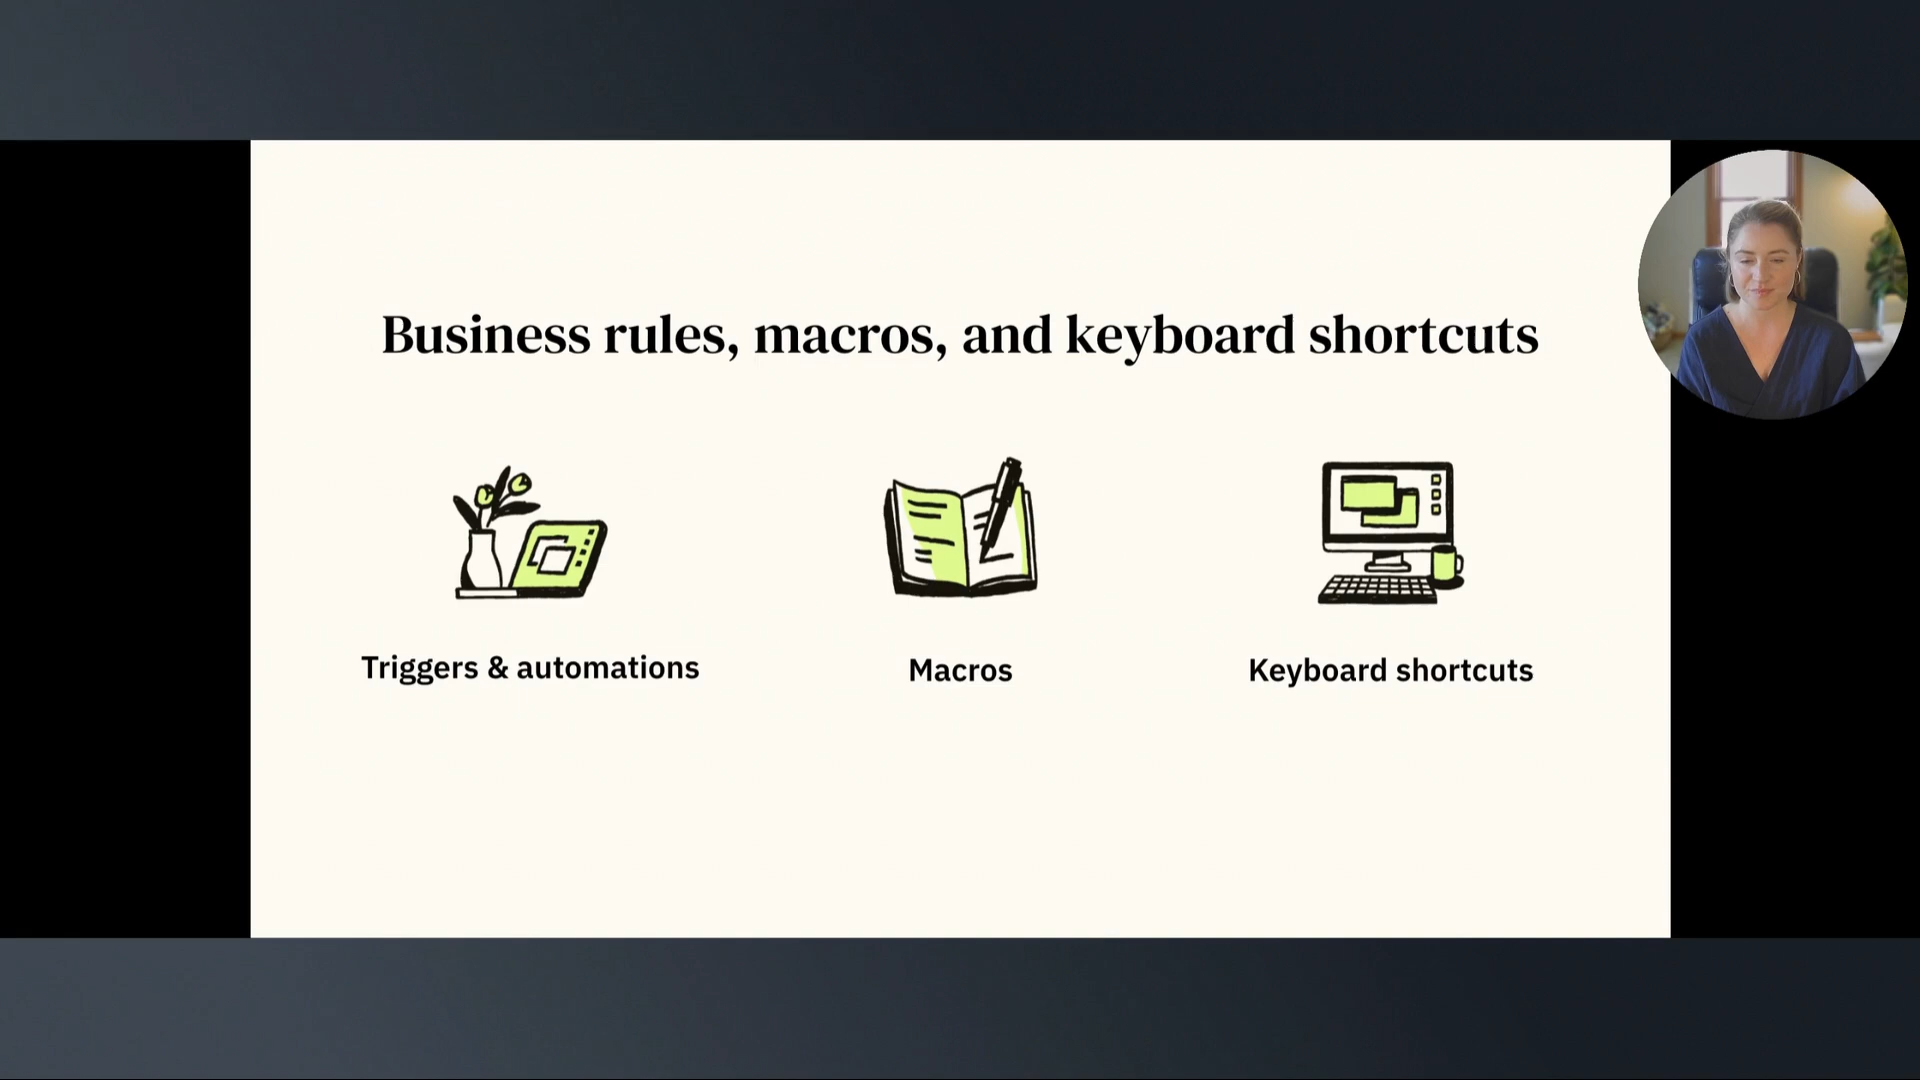 Business rules, macros, and keyboard shortcuts
Triggers & automations
Macros
Keyboard shortcuts